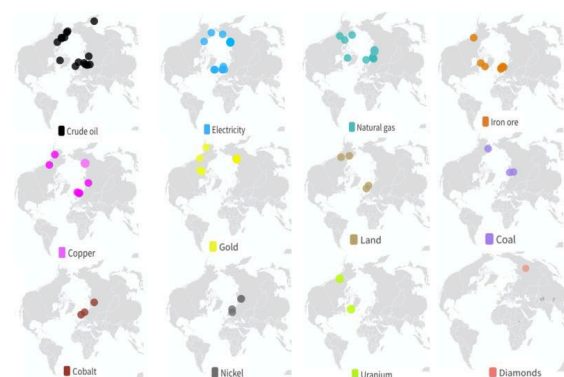 Crude oil
Electricity
Natural gas
Iron ore
Copper
Gold
Land
Coal
Cobalt
Nickel
Uranium
Diamonds